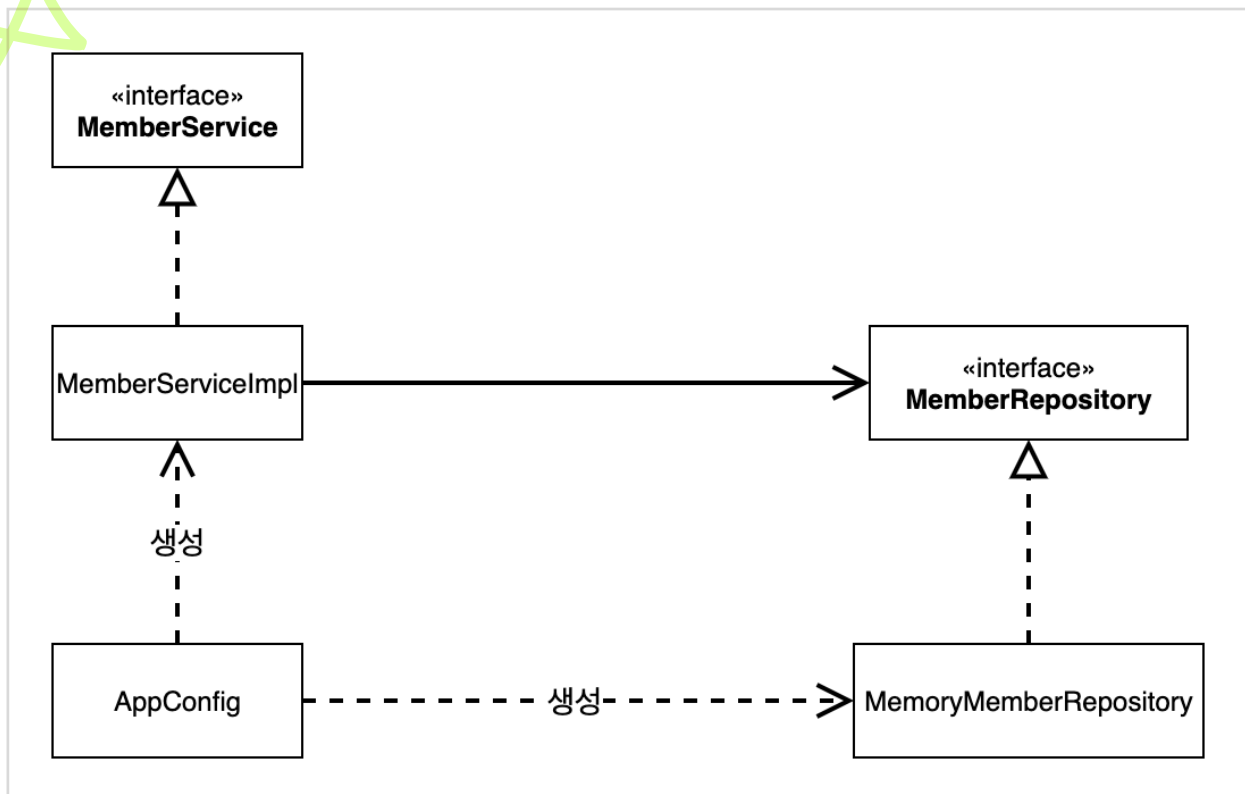 «interface»
MemberService
MemberServiceImpl
«interface»
MemberRepository
생성
AppConfig
생성
MemoryMemberRepository